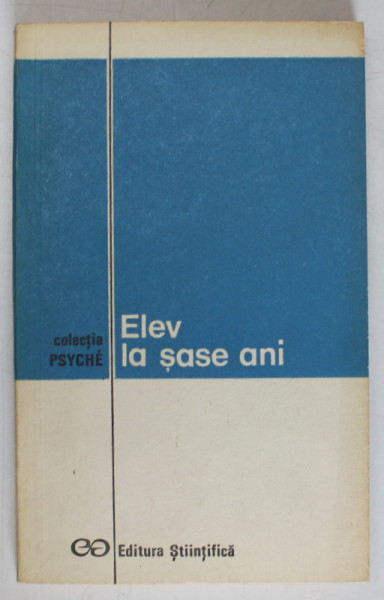 Elev
la șase ani
colecția
PSYCHÉ
Editura Științifică